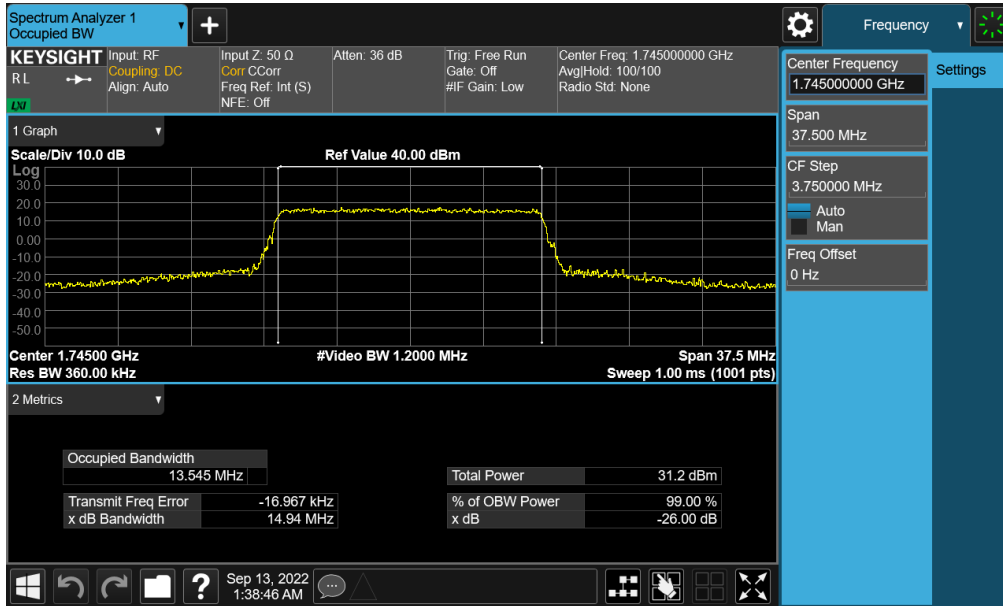 Spectrum Analyzer 1
Occupied BW
Frequency
KEYSIGHT
R L
LXI
Input: RF
Coupling: DC
Align: Auto
Input Z: 50 Ω
Corr CCorr
Freq Ref: Int (S)
NFE: Off
Atten: 36 dB
Trig: Free Run
Gate: Off
#IF Gain: Low
Center Freq: 1.745000000 GHz
Avg|Hold: 100/100
Radio Std: None
Center Frequency
1.745000000 GHz
Settings
Span
37.500 MHz
CF Step
3.750000 MHz
Auto
Man
Freq Offset
0 Hz
1 Graph
Scale/Div 10.0 dB
Ref Value 40.00 dBm
Log
30.0
20.0
10.0
0.00
-10.0
-20.0
-30.0
-40.0
-50.0
Center 1.74500 GHz
#Video BW 1.2000 MHz
Span 37.5 MHz
Res BW 360.00 kHz
Sweep 1.00 ms (1001 pts)
2 Metrics
Occupied Bandwidth
13.545 MHz
Total Power 31.2 dBm
Transmit Freq Error -16.967 kHz
% of OBW Power 99.00 %
x dB Bandwidth 14.94 MHz
x dB -26.00 dB
?
Sep 13, 2022
1:38:46 AM